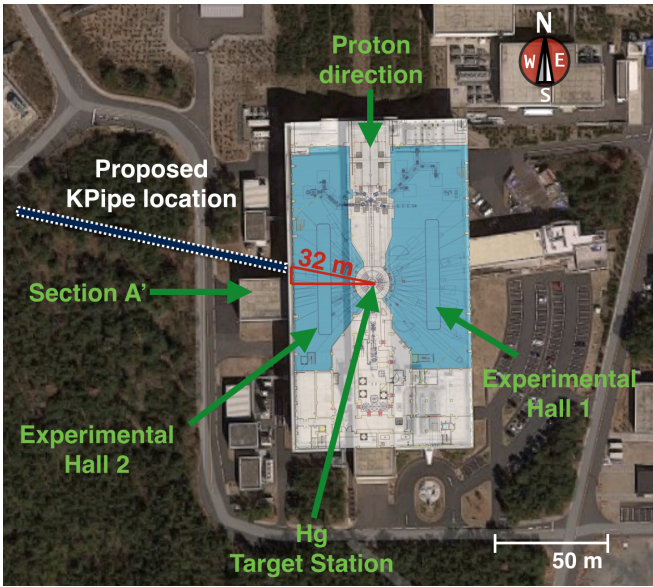 Proton
direction
N
W E
S
Proposed
KPipe location
32 m
Section A’
Experimental
Hall 1
Experimental
Hall 2
Hg
Target Station
50 m